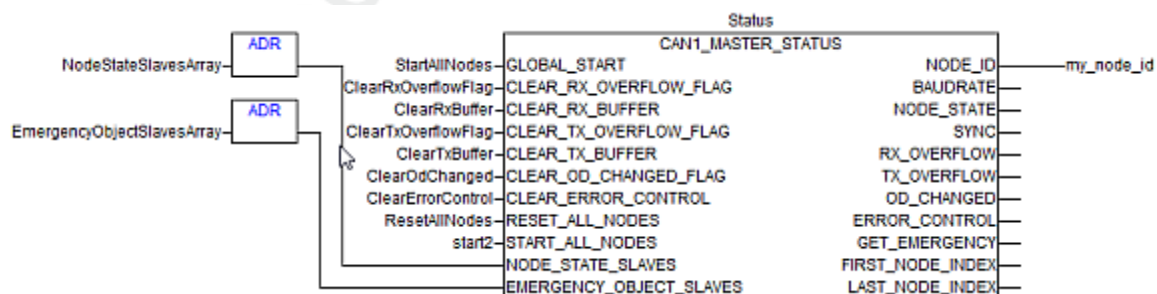 Status
ADR
CAN1_MASTER_STATUS
NodeStateSlavesArray
StartAllNodes GLOBAL_START NODE_ID my_node_id
ClearRxOverflowFlag CLEAR_RX_OVERFLOW_FLAG BAUDRATE
ADR
ClearRxBuffer CLEAR_RX_BUFFER NODE_STATE
EmergencyObjectSlavesArray
ClearTxOverflowFlag CLEAR_TX_OVERFLOW_FLAG SYNC
ClearTxBuffer CLEAR_TX_BUFFER RX_OVERFLOW
ClearOdChanged CLEAR_OD_CHANGED_FLAG TX_OVERFLOW
ClearErrorControl CLEAR_ERROR_CONTROL OD_CHANGED
ResetAllNodes RESET_ALL_NODES ERROR_CONTROL
start2 START_ALL_NODES GET_EMERGENCY
NODE_STATE_SLAVES FIRST_NODE_INDEX
EMERGENCY_OBJECT_SLAVES LAST_NODE_INDEX